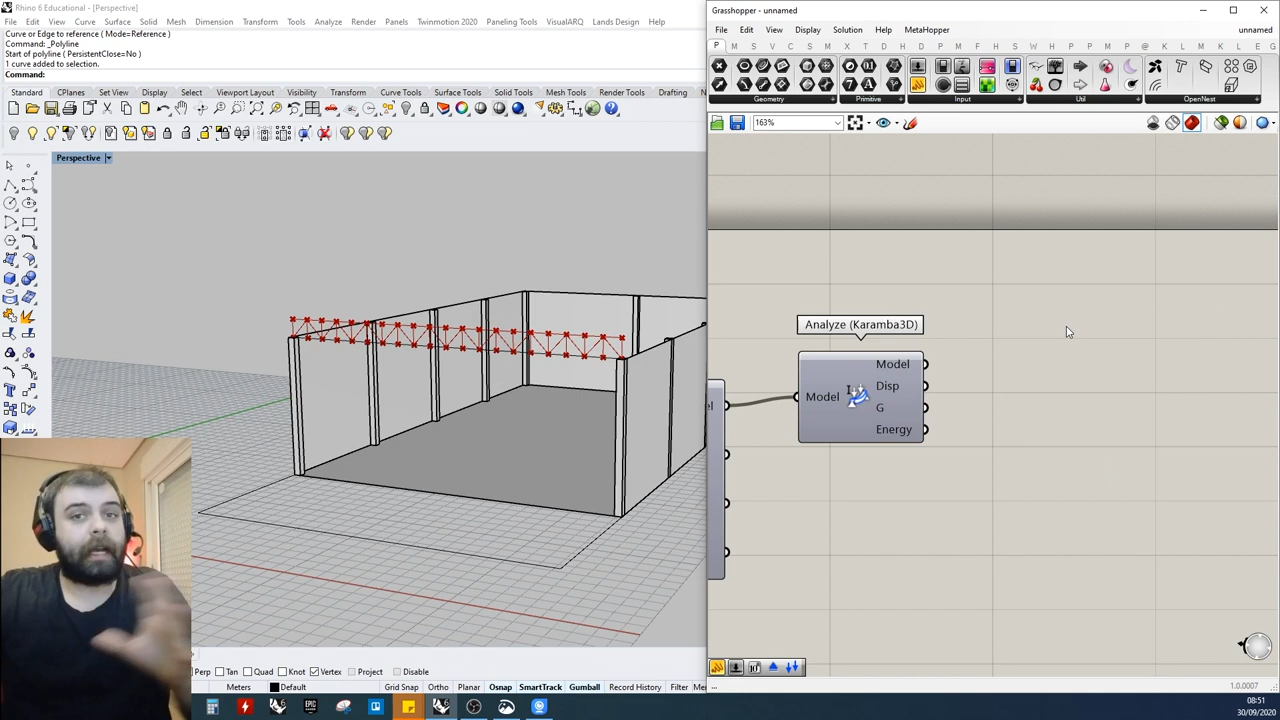 Rhino 6 Educational - [Perspective]
File Edit View Curve Surface Solid Mesh Dimension Transform Tools Analyze Render Panels Twinmotion 2020 Paneling Tools VisualARQ Lands Design Help
Curve or Edge to reference ( Mode=Reference )
Command: _Polyline
Start of polyline ( PersistentClose=No )
1 curve added to selection.
Command:
Standard CPlanes Set View Display Select Viewport Layout Visibility Transform Curve Tools Surface Tools Solid Tools Mesh Tools Render Tools Drafting
Perspective
Perp Tan Quad Knot Vertex Project Disable
Meters Default Grid Snap Ortho Planar Osnap SmartTrack Gumball Record History Filter
Grasshopper - unnamed
File Edit View Display Solution Help MetaHopper unnamed
P M S V C S M X T D A K L D P M F G S W H D P P P P @ C K L M E G
Geometry Primitive Input Util OpenNest
163%
Analyze (Karamba3D)
Model
Model
Disp
G
Energy
el
...
1.0.0007
08:51
30/09/2020